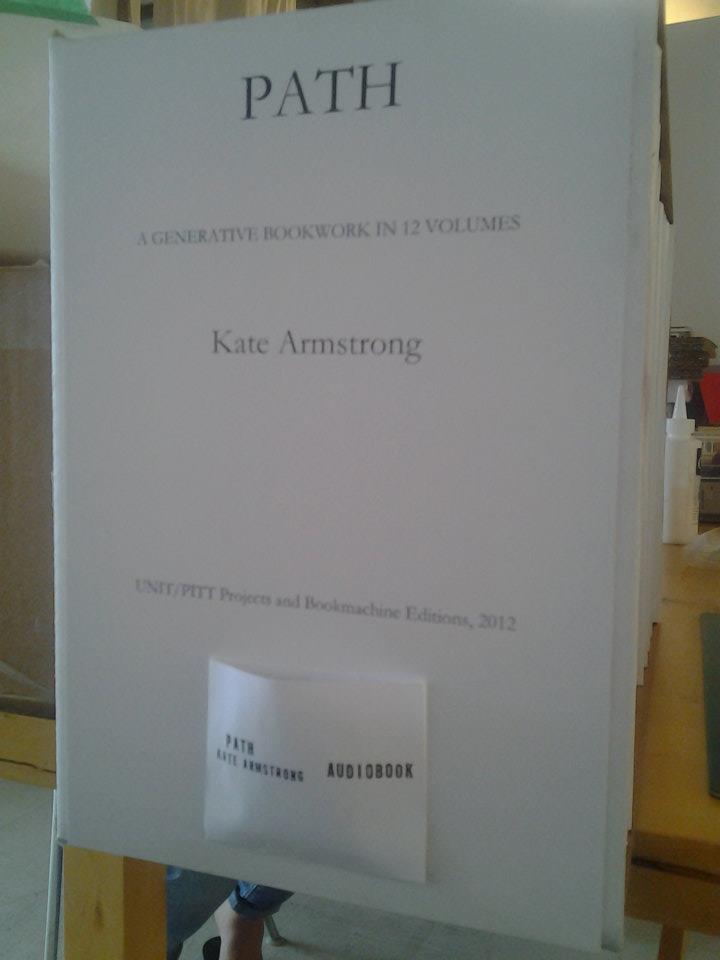 PATH
A GENERATIVE BOOKWORK IN 12 VOLUMES
Kate Armstrong
UNIT/PITT Projects and Bookmachine Editions, 2012
PATH
KATE ARMSTRONG
AUDIOBOOK